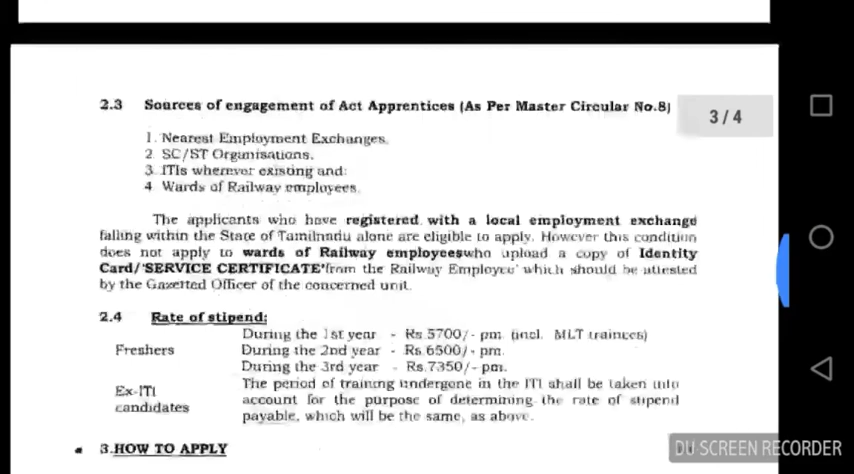 2.3 Sources of engagement of Act Apprentices (As Per Master Circular No.8)
3 / 4
1. Nearest Employment Exchanges.
2. SC/ST Organisations.
3. ITIs wherever existing and:
4. Wards of Railway employees.
The applicants who have registered with a local employment exchange
falling within the State of Tamilnadu alone are eligible to apply. However this condition
does not apply to wards of Railway employeeswho upload a copy of Identity
Card/'SERVICE CERTIFICATE'from the Railway Employee' which should be attested
by the Gazetted Officer of the concerned unit.
2.4 Rate of stipend:
During the 1st year - Rs.5700/- pm (incl. MLT trainees)
Freshers During the 2nd year - Rs.6500/- pm.
During the 3rd year - Rs.7350/- pm.
Ex-ITI candidates
The period of training undergone in the ITI shall be taken into
account for the purpose of determining the rate of stipend
payable, which will be the same, as above.
3.HOW TO APPLY
DU SCREEN RECORDER